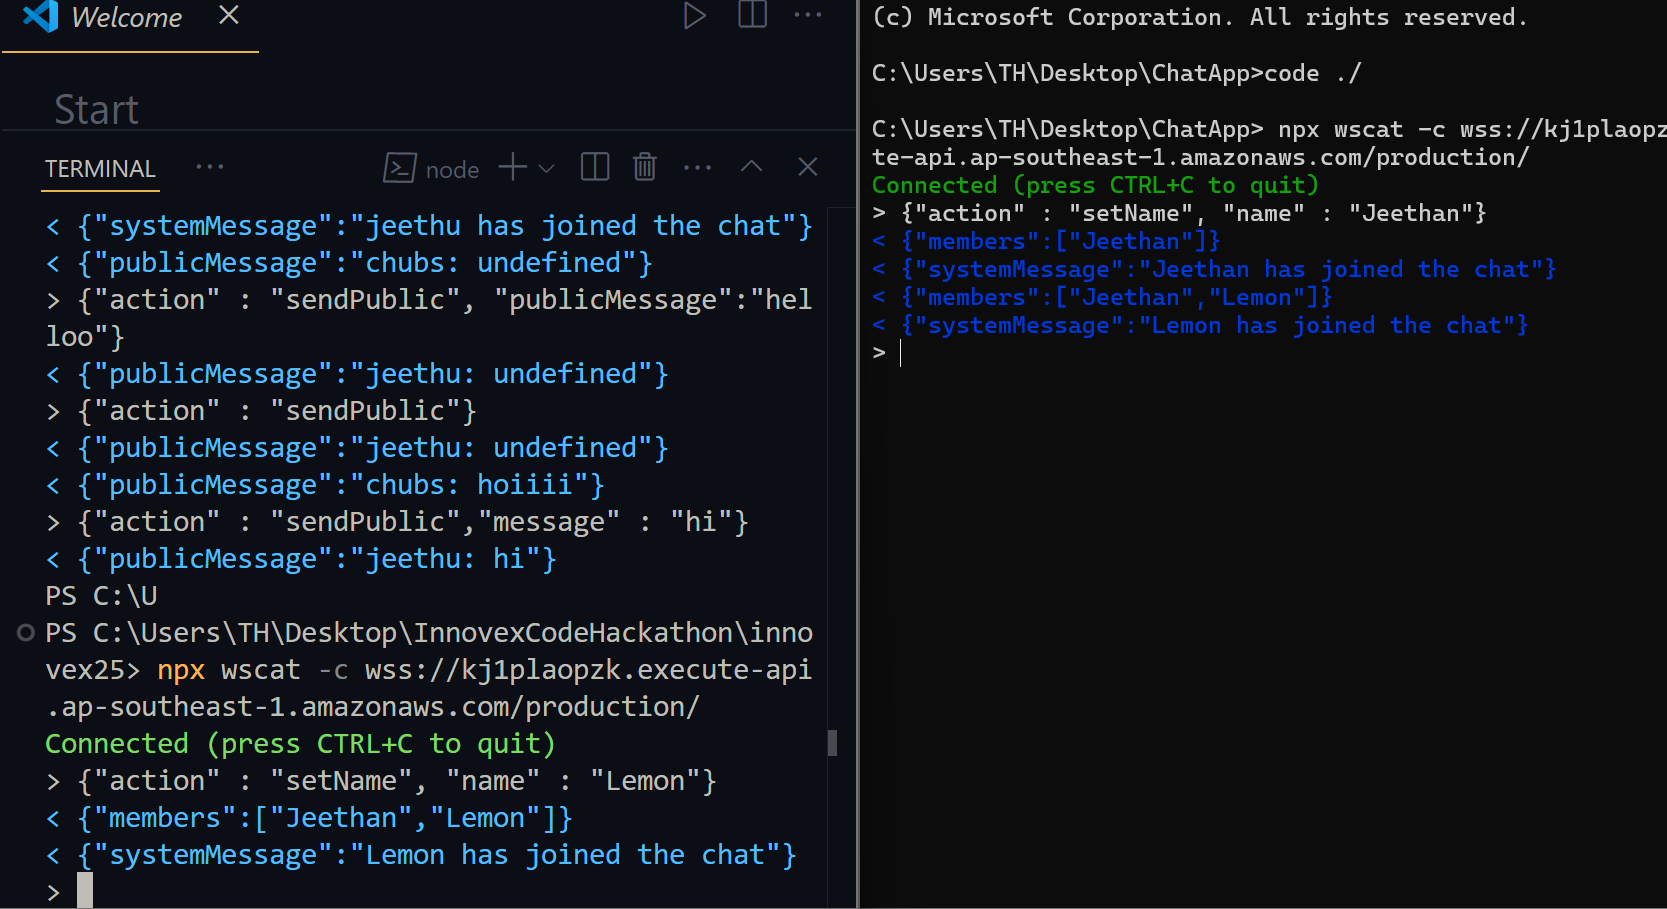 Welcome
Start
TERMINAL
node
< {"systemMessage":"jeethu has joined the chat"}
< {"publicMessage":"chubs: undefined"}
> {"action" : "sendPublic", "publicMessage":"hel
loo"}
< {"publicMessage":"jeethu: undefined"}
> {"action" : "sendPublic"}
< {"publicMessage":"jeethu: undefined"}
< {"publicMessage":"chubs: hoiiii"}
> {"action" : "sendPublic","message" : "hi"}
< {"publicMessage":"jeethu: hi"}
PS C:\U
PS C:\Users\TH\Desktop\InnovexCodeHackathon\inno
vex25> npx wscat -c wss://kj1plaopzk.execute-api
.ap-southeast-1.amazonaws.com/production/
Connected (press CTRL+C to quit)
> {"action" : "setName", "name" : "Lemon"}
< {"members":["Jeethan","Lemon"]}
< {"systemMessage":"Lemon has joined the chat"}
>
(c) Microsoft Corporation. All rights reserved.
C:\Users\TH\Desktop\ChatApp>code ./
C:\Users\TH\Desktop\ChatApp> npx wscat -c wss://kj1plaopz
te-api.ap-southeast-1.amazonaws.com/production/
Connected (press CTRL+C to quit)
> {"action" : "setName", "name" : "Jeethan"}
< {"members":["Jeethan"]}
< {"systemMessage":"Jeethan has joined the chat"}
< {"members":["Jeethan","Lemon"]}
< {"systemMessage":"Lemon has joined the chat"}
>